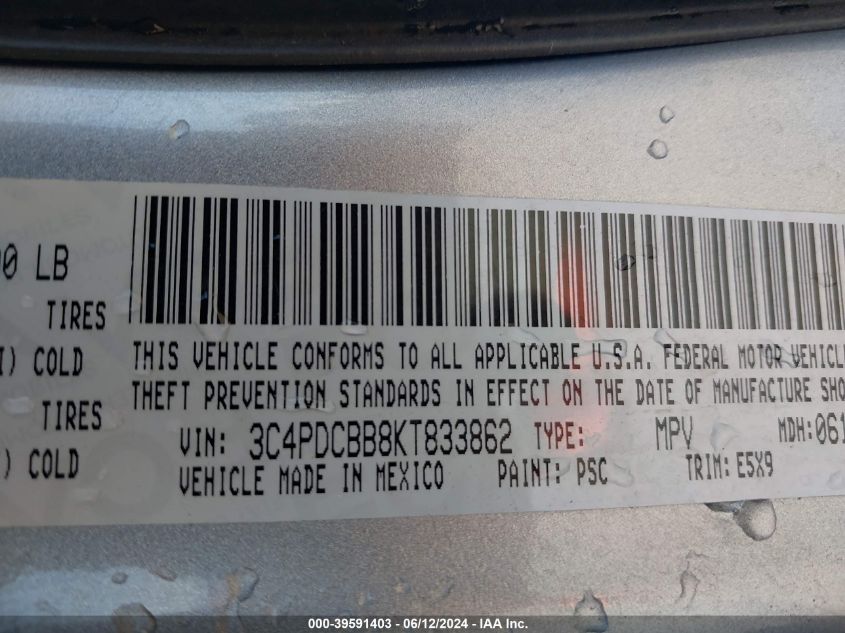 00 LB
TIRES
I) COLD
TIRES
) COLD
THIS VEHICLE CONFORMS TO ALL APPLICABLE U.S.A. FEDERAL MOTOR VEHICLE
THEFT PREVENTION STANDARDS IN EFFECT ON THE DATE OF MANUFACTURE SHO
VIN: 3C4PDCBB8KT833862 TYPE: MPV MDH:061
VEHICLE MADE IN MEXICO PAINT: PSC TRIM: E5X9
000-39591403 - 06/12/2024 - IAA Inc.